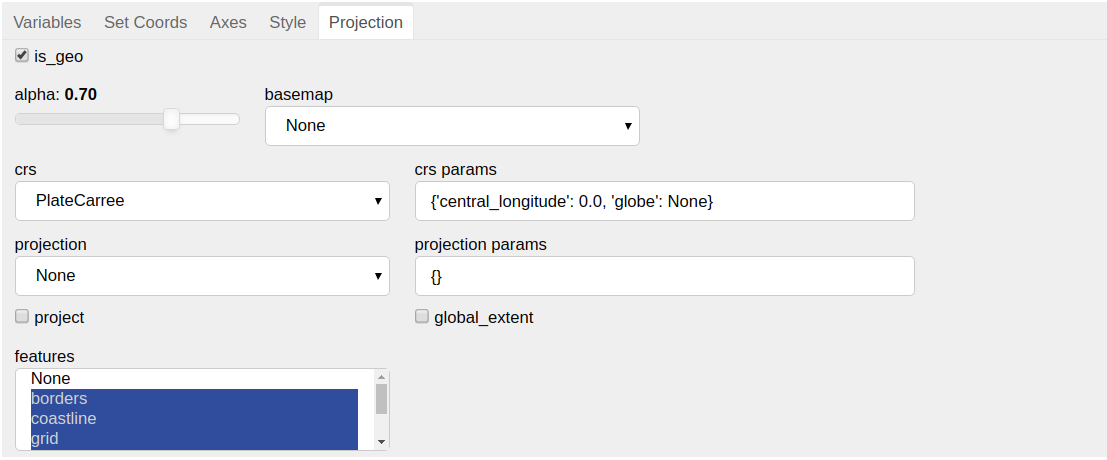 Variables Set Coords Axes Style Projection
is_geo
alpha: 0.70 basemap
None
crs crs params
PlateCarree {'central_longitude': 0.0, 'globe': None}
projection projection params
None {}
project global_extent
features
None
borders
coastline
grid